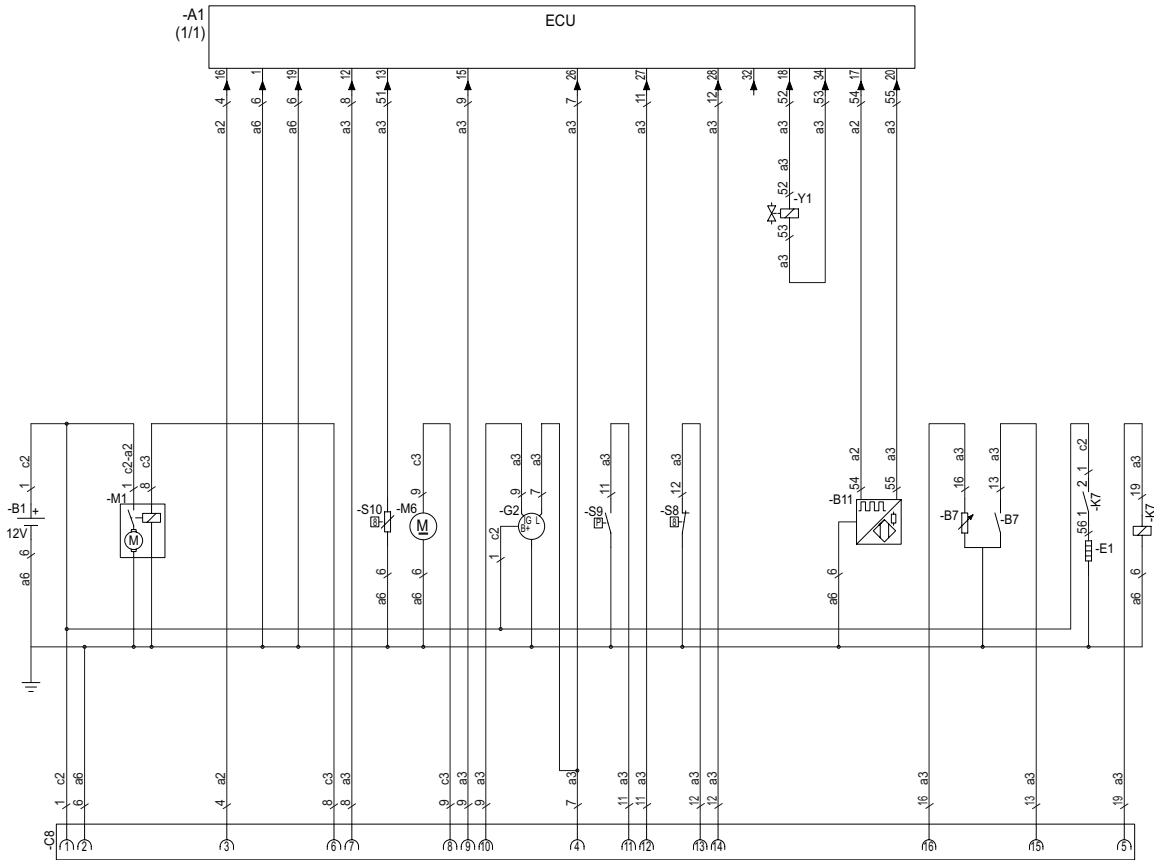 -A1
(1/1)
ECU
16
1
19
12
13
15
26
27
28
32
18
34
17
20
4
6
6
8
51
9
7
11
12
52
53
54
55
a2
a6
a6
a3
a3
a3
a3
a3
a3
a3
a3
a2
a3
a3
52
-Y1
53
a3
c2
1
-B1
+
12V
6
a6
c2-a2
1
c3
8
-M1
M
-S10
θ
6
a6
c3
9
-M6
M
6
a6
a3
9
a3
7
-G2
IG
L
B+
c2
1
a3
11
-S9
P
a3
12
-S8
θ
a2
54
a3
55
-B11
6
a6
a3
16
-B7
a3
13
-B7
c2
1
2
-K7
1
56
-E1
a3
19
-K7
6
a6
c2
a6
a2
c3
a3
c3
a3
a3
a3
a3
a3
a3
a3
a3
a3
a3
1
6
4
8
8
9
9
9
7
11
11
12
12
16
13
19
-C8
1
2
3
6
7
8
9
10
4
11
12
13
14
16
15
5